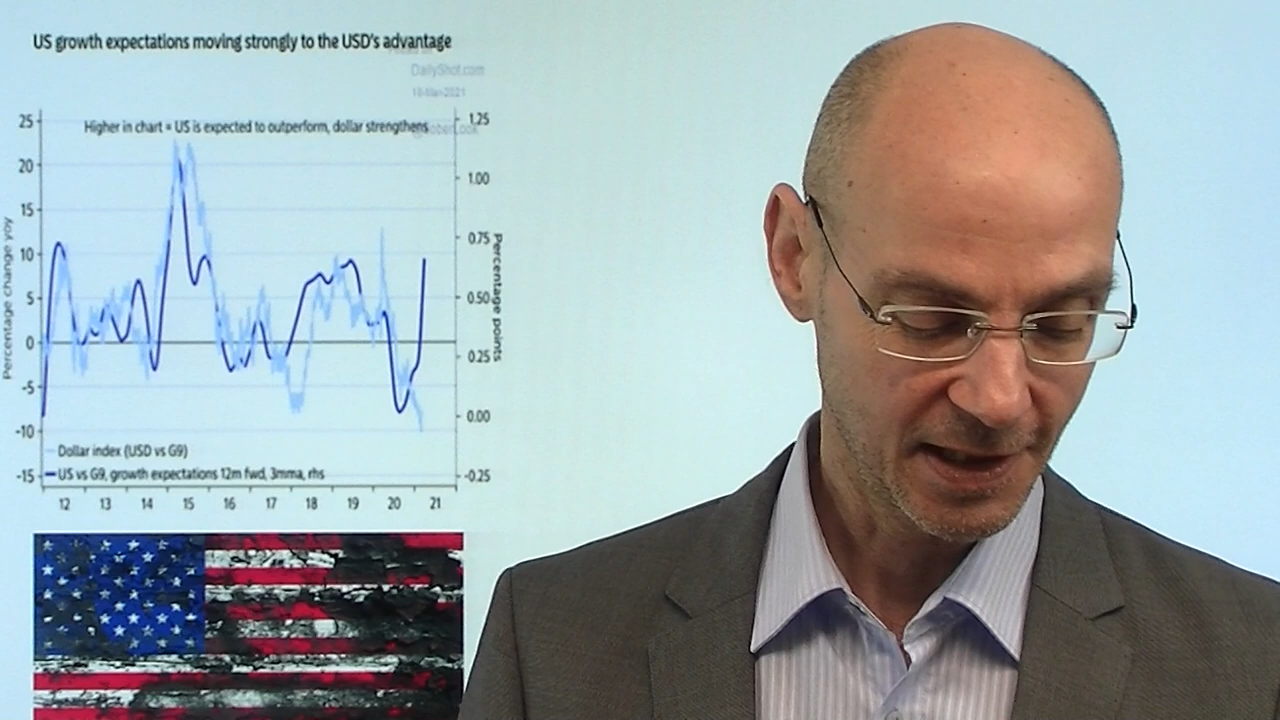 US growth expectations moving strongly to the USD's advantage
DailyShot.com
Higher in chart = US is expected to outperform, dollar strengthens
25
20
15
10
5
0
-5
-10
-15
1.25
1.00
0.75
0.50
0.25
0.00
-0.25
Percentage change yoy
Percentage points
Dollar index (USD vs G9)
US vs G9, growth expectations 12m fwd, 3mma, rhs
12 13 14 15 16 17 18 19 20 21